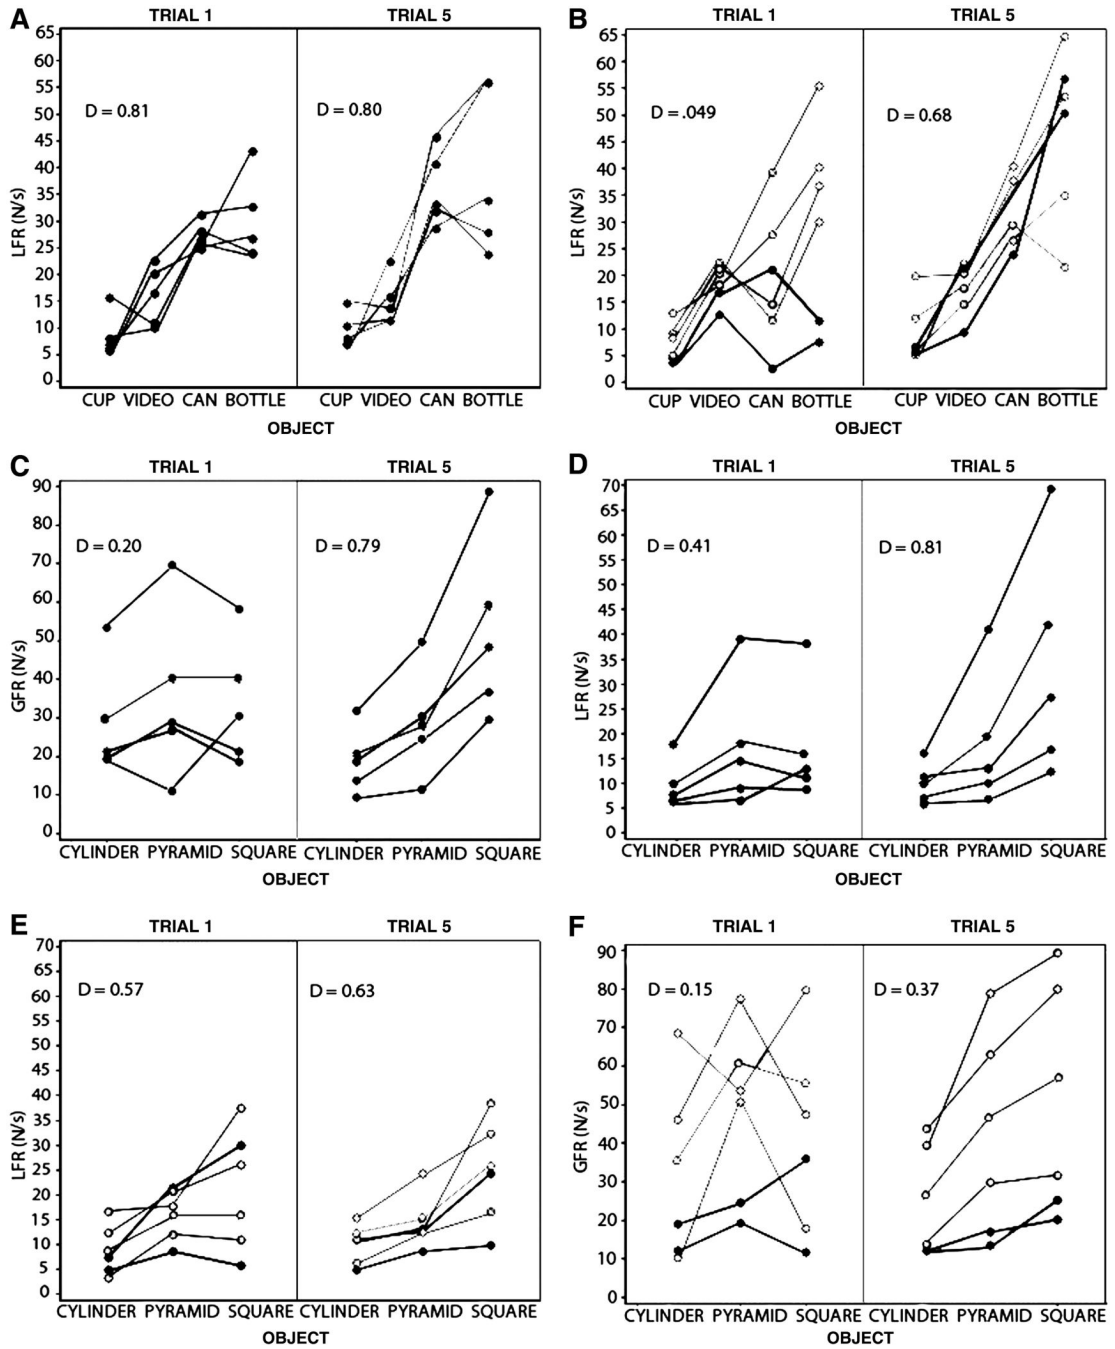 A TRIAL 1 TRIAL 5
65
60
55
50
45
40
35
30
25
20
15
10
5
0
LFR (N/s)
D = 0.81 D = 0.80
CUP VIDEO CAN BOTTLE CUP VIDEO CAN BOTTLE
OBJECT
B TRIAL 1 TRIAL 5
65
60
55
50
45
40
35
30
25
20
15
10
5
0
LFR (N/s)
D = .049 D = 0.68
CUP VIDEO CAN BOTTLE CUP VIDEO CAN BOTTLE
OBJECT
C TRIAL 1 TRIAL 5
90
80
70
60
50
40
30
20
10
0
GFR (N/s)
D = 0.20 D = 0.79
CYLINDER PYRAMID SQUARE CYLINDER PYRAMID SQUARE
OBJECT
D TRIAL 1 TRIAL 5
70
65
60
55
50
45
40
35
30
25
20
15
10
5
0
LFR (N/s)
D = 0.41 D = 0.81
CYLINDER PYRAMID SQUARE CYLINDER PYRAMID SQUARE
OBJECT
E TRIAL 1 TRIAL 5
70
65
60
55
50
45
40
35
30
25
20
15
10
5
0
LFR (N/s)
D = 0.57 D = 0.63
CYLINDER PYRAMID SQUARE CYLINDER PYRAMID SQUARE
OBJECT
F TRIAL 1 TRIAL 5
90
80
70
60
50
40
30
20
10
0
GFR (N/s)
D = 0.15 D = 0.37
CYLINDER PYRAMID SQUARE CYLINDER PYRAMID SQUARE
OBJECT